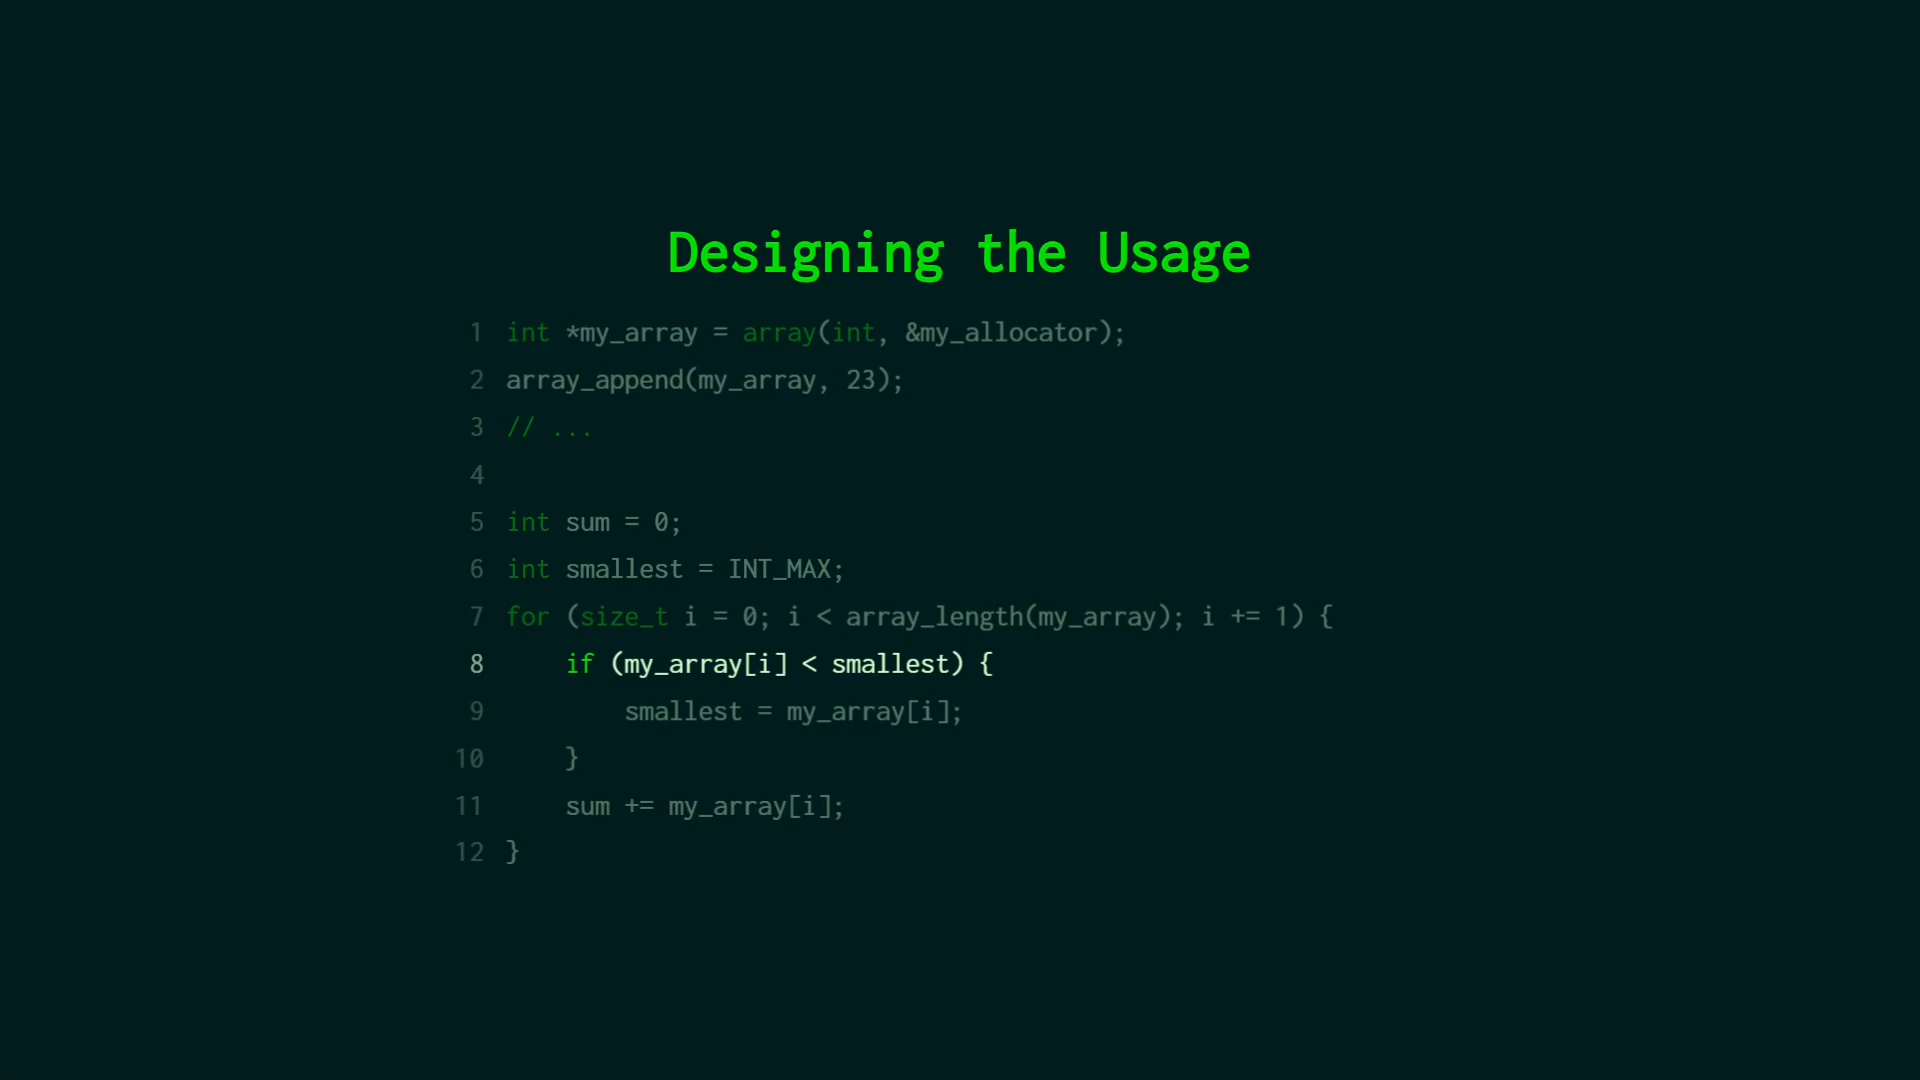 Designing the Usage
1 int *my_array = array(int, &my_allocator);
2 array_append(my_array, 23);
3 // ...
4
5 int sum = 0;
6 int smallest = INT_MAX;
7 for (size_t i = 0; i < array_length(my_array); i += 1) {
8     if (my_array[i] < smallest) {
9         smallest = my_array[i];
10     }
11     sum += my_array[i];
12 }